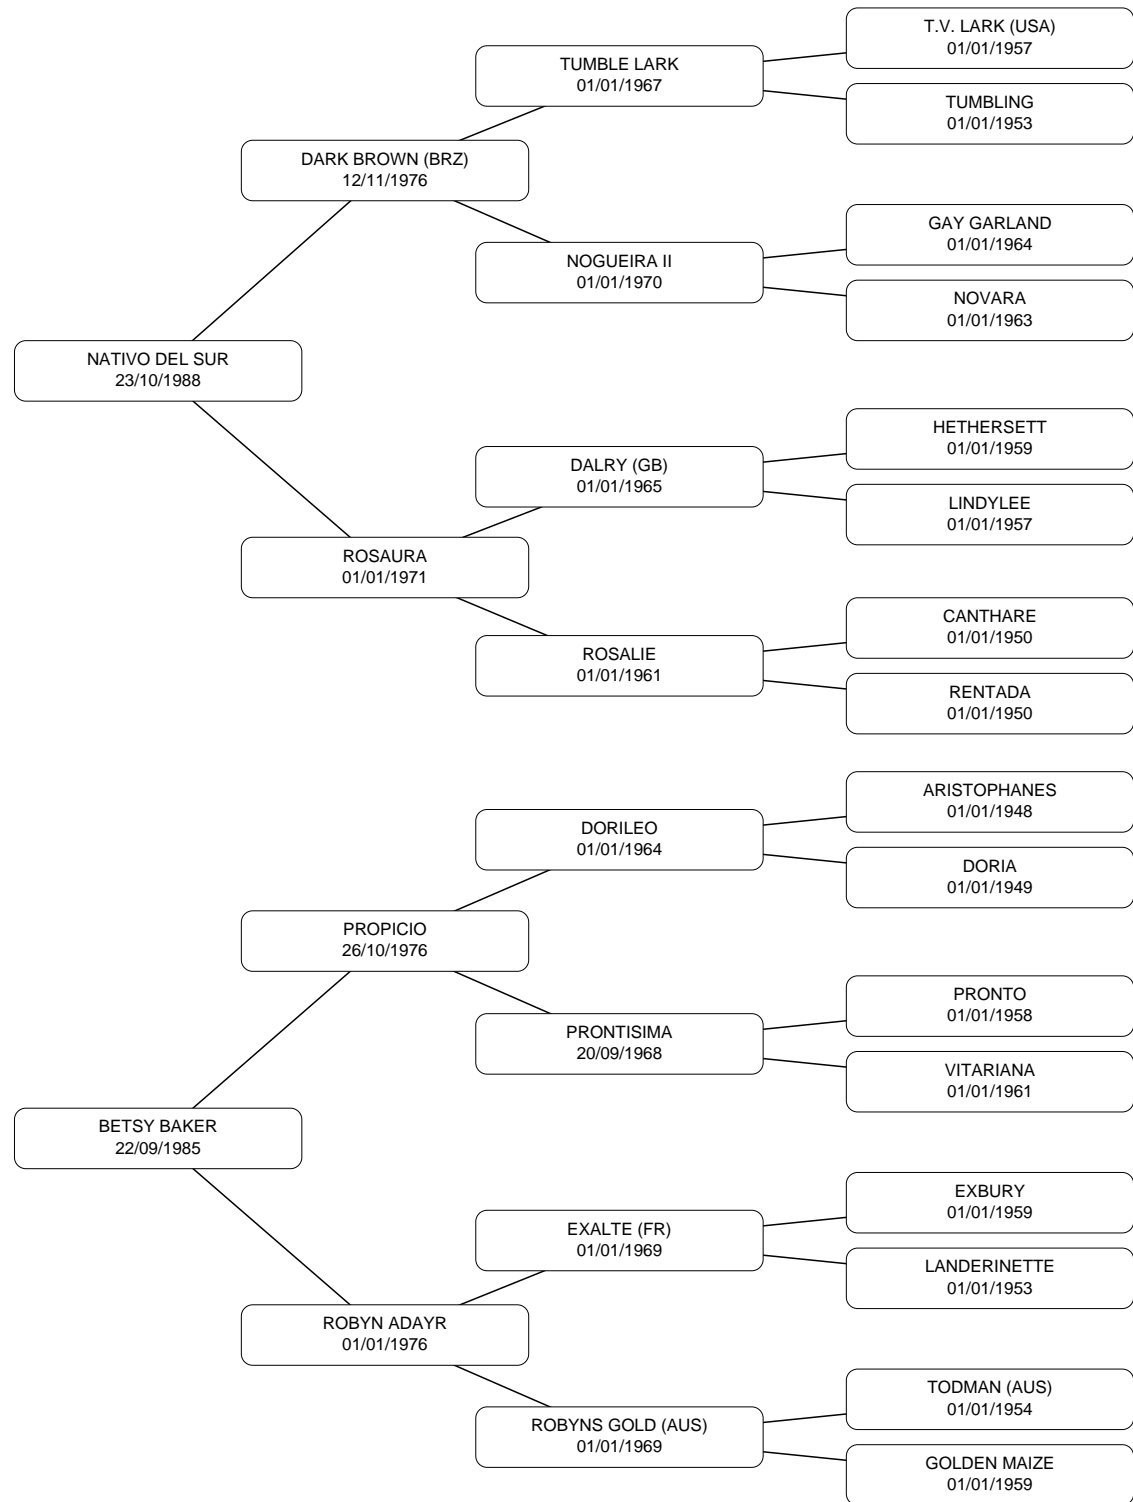 T.V. LARK (USA)
01/01/1957
TUMBLE LARK
01/01/1967
TUMBLING
01/01/1953
DARK BROWN (BRZ)
12/11/1976
GAY GARLAND
01/01/1964
NOGUEIRA II
01/01/1970
NOVARA
01/01/1963
NATIVO DEL SUR
23/10/1988
HETHERSETT
01/01/1959
DALRY (GB)
01/01/1965
LINDYLEE
01/01/1957
ROSAURA
01/01/1971
CANTHARE
01/01/1950
ROSALIE
01/01/1961
RENTADA
01/01/1950
ARISTOPHANES
01/01/1948
DORILEO
01/01/1964
DORIA
01/01/1949
PROPICIO
26/10/1976
PRONTO
01/01/1958
PRONTISIMA
20/09/1968
VITARIANA
01/01/1961
BETSY BAKER
22/09/1985
EXBURY
01/01/1959
EXALTE (FR)
01/01/1969
LANDERINETTE
01/01/1953
ROBYN ADAYR
01/01/1976
TODMAN (AUS)
01/01/1954
ROBYNS GOLD (AUS)
01/01/1969
GOLDEN MAIZE
01/01/1959